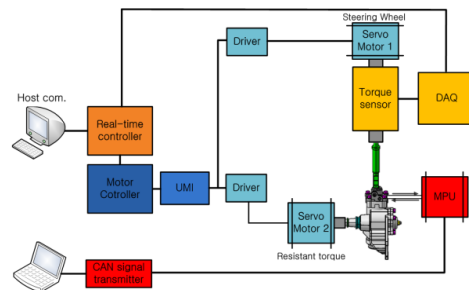 Steering Wheel
Servo
Motor 1
Driver
Host com.
Real-time
controller
Torque
sensor
DAQ
Motor
Cotroller
UMI
Driver
MPU
Servo
Motor 2
Resistant torque
CAN signal
transmitter